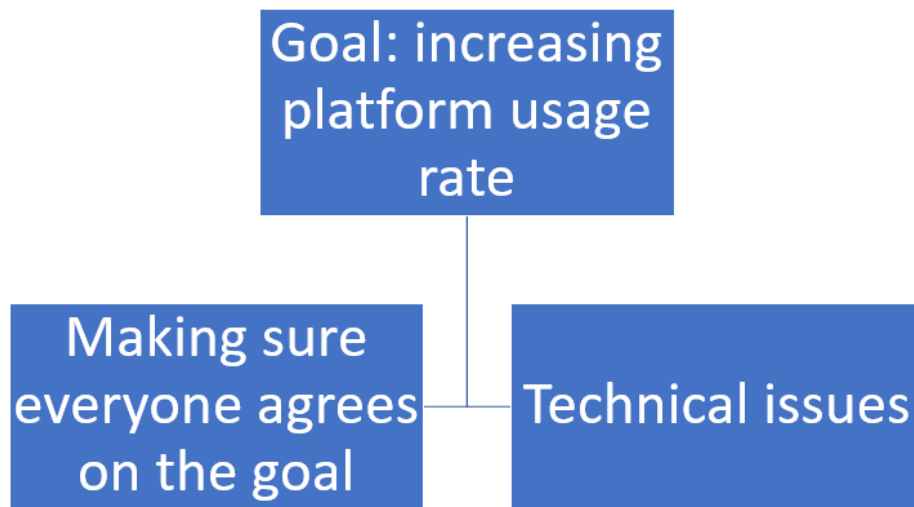 Goal: increasing
platform usage
rate
Making sure
everyone agrees
on the goal
Technical issues